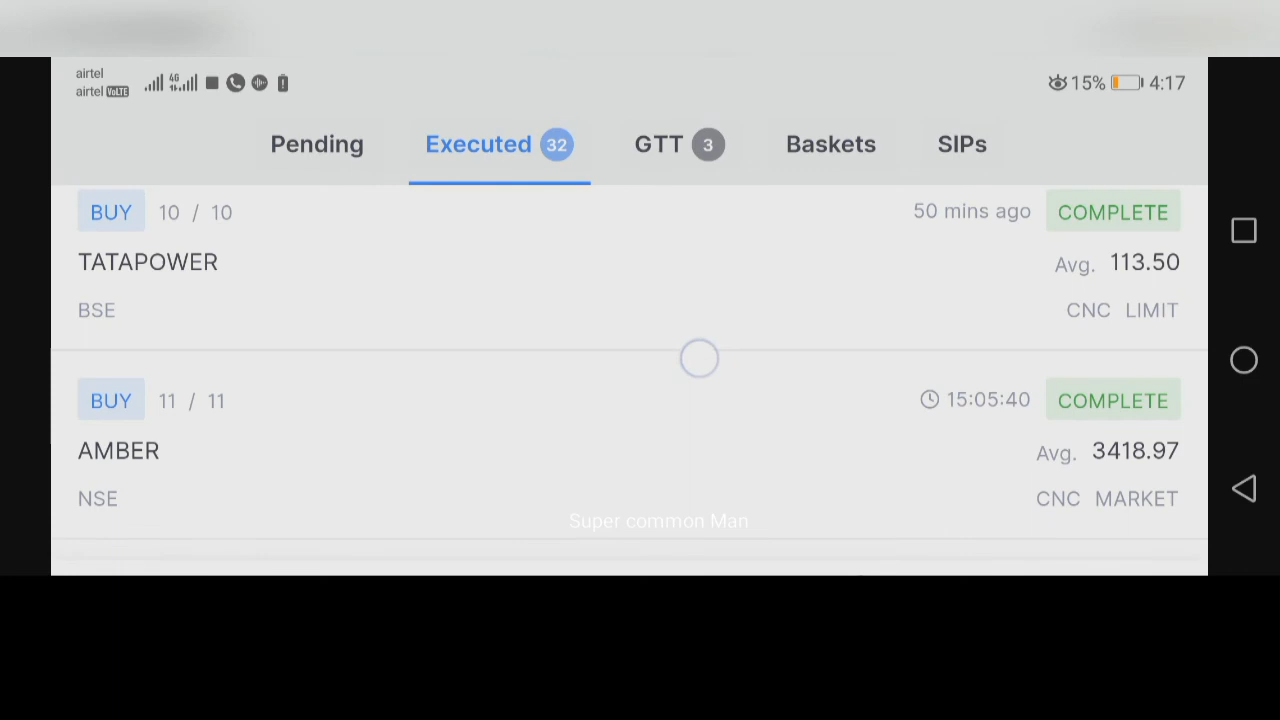 airtel 4G 15% 4:17
airtel VoLTE
Pending Executed 32 GTT 3 Baskets SIPs
BUY 10 / 10 50 mins ago COMPLETE
TATAPOWER Avg. 113.50
BSE CNC LIMIT
BUY 11 / 11 15:05:40 COMPLETE
AMBER Avg. 3418.97
NSE CNC MARKET
Super common Man